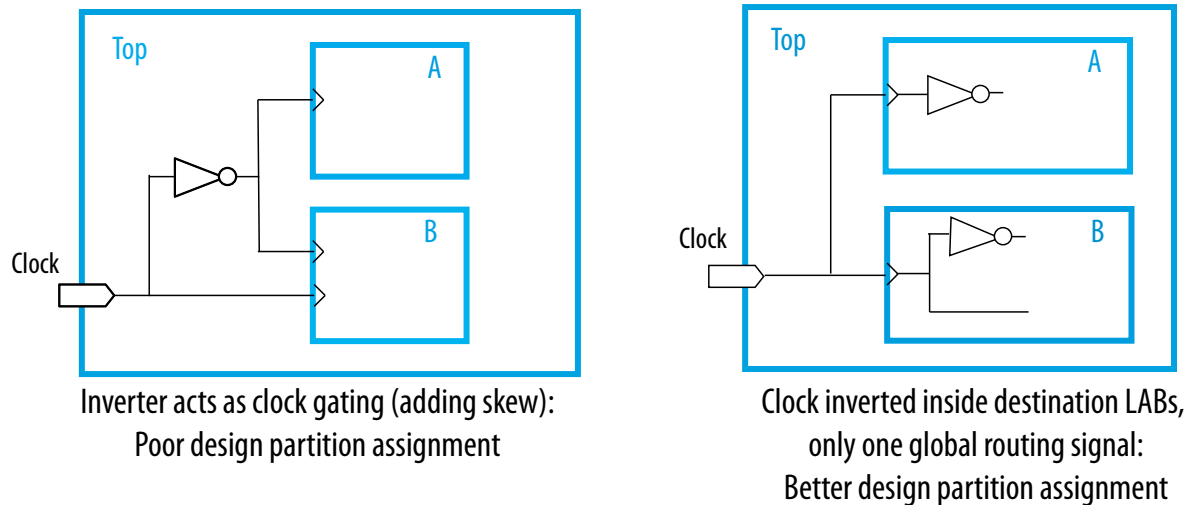 Top
A
B
Clock
Inverter acts as clock gating (adding skew):
Poor design partition assignment
Top
A
B
Clock
Clock inverted inside destination LABs,
only one global routing signal:
Better design partition assignment